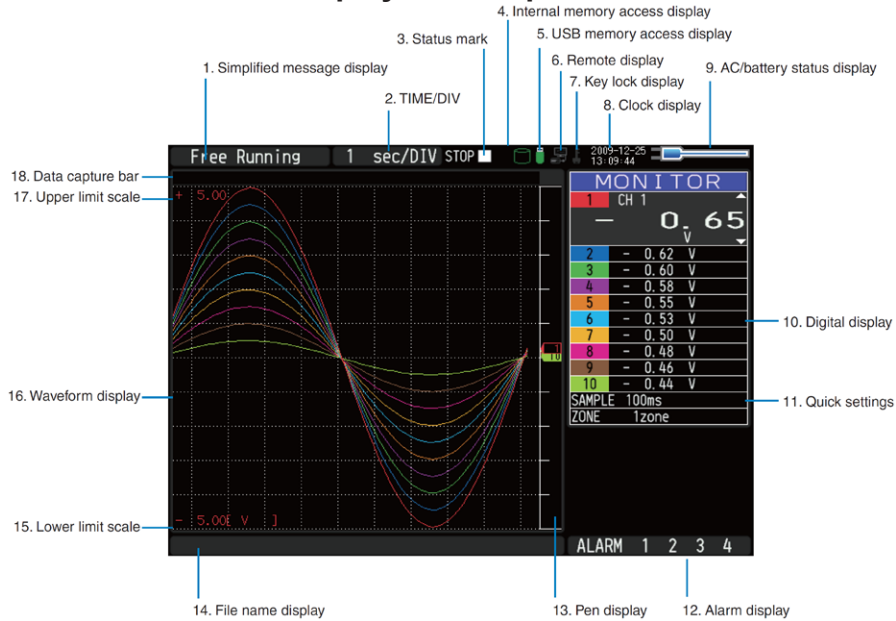 4. Internal memory access display
5. USB memory access display
3. Status mark
6. Remote display
9. AC/battery status display
1. Simplified message display
7. Key lock display
2. TIME/DIV
8. Clock display
Free Running
1 sec/DIV
STOP
2009-12-25
13:09:44
18. Data capture bar
17. Upper limit scale
+ 5.00
MONITOR
1 CH 1
- 0.65
V
2 - 0.62 V
3 - 0.60 V
4 - 0.58 V
5 - 0.55 V
6 - 0.53 V
7 - 0.50 V
8 - 0.48 V
9 - 0.46 V
10 - 0.44 V
10. Digital display
1
10
16. Waveform display
SAMPLE 100ms
11. Quick settings
ZONE 1zone
15. Lower limit scale
- 5.00[ V ]
ALARM 1 2 3 4
14. File name display
13. Pen display
12. Alarm display